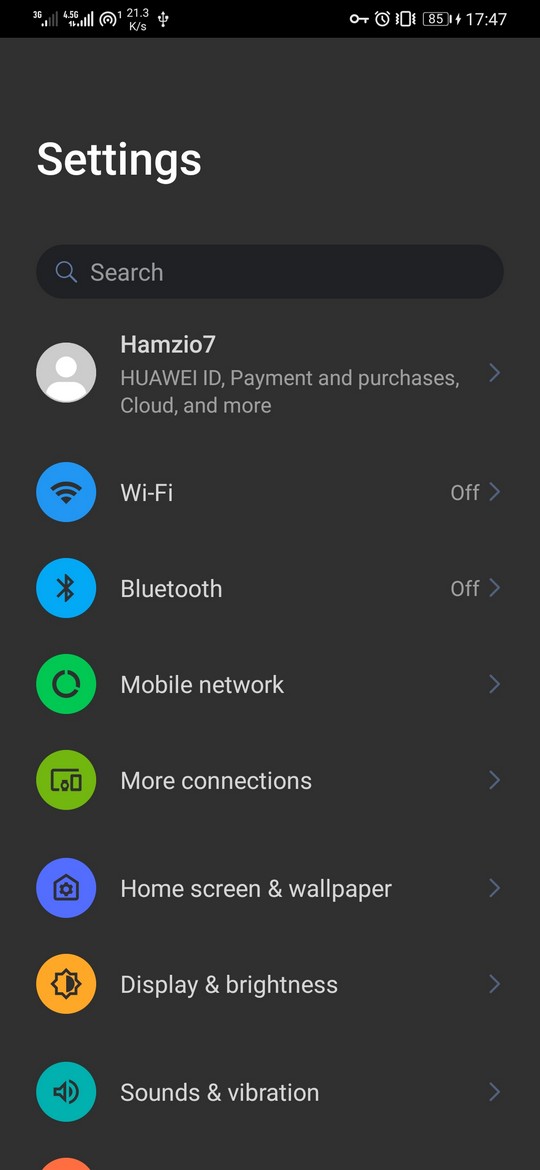 3G 4.5G 1 21.3 K/s 85 17:47
Settings
Search
Hamzio7
HUAWEI ID, Payment and purchases,
Cloud, and more
Wi-Fi Off
Bluetooth Off
Mobile network
More connections
Home screen & wallpaper
Display & brightness
Sounds & vibration